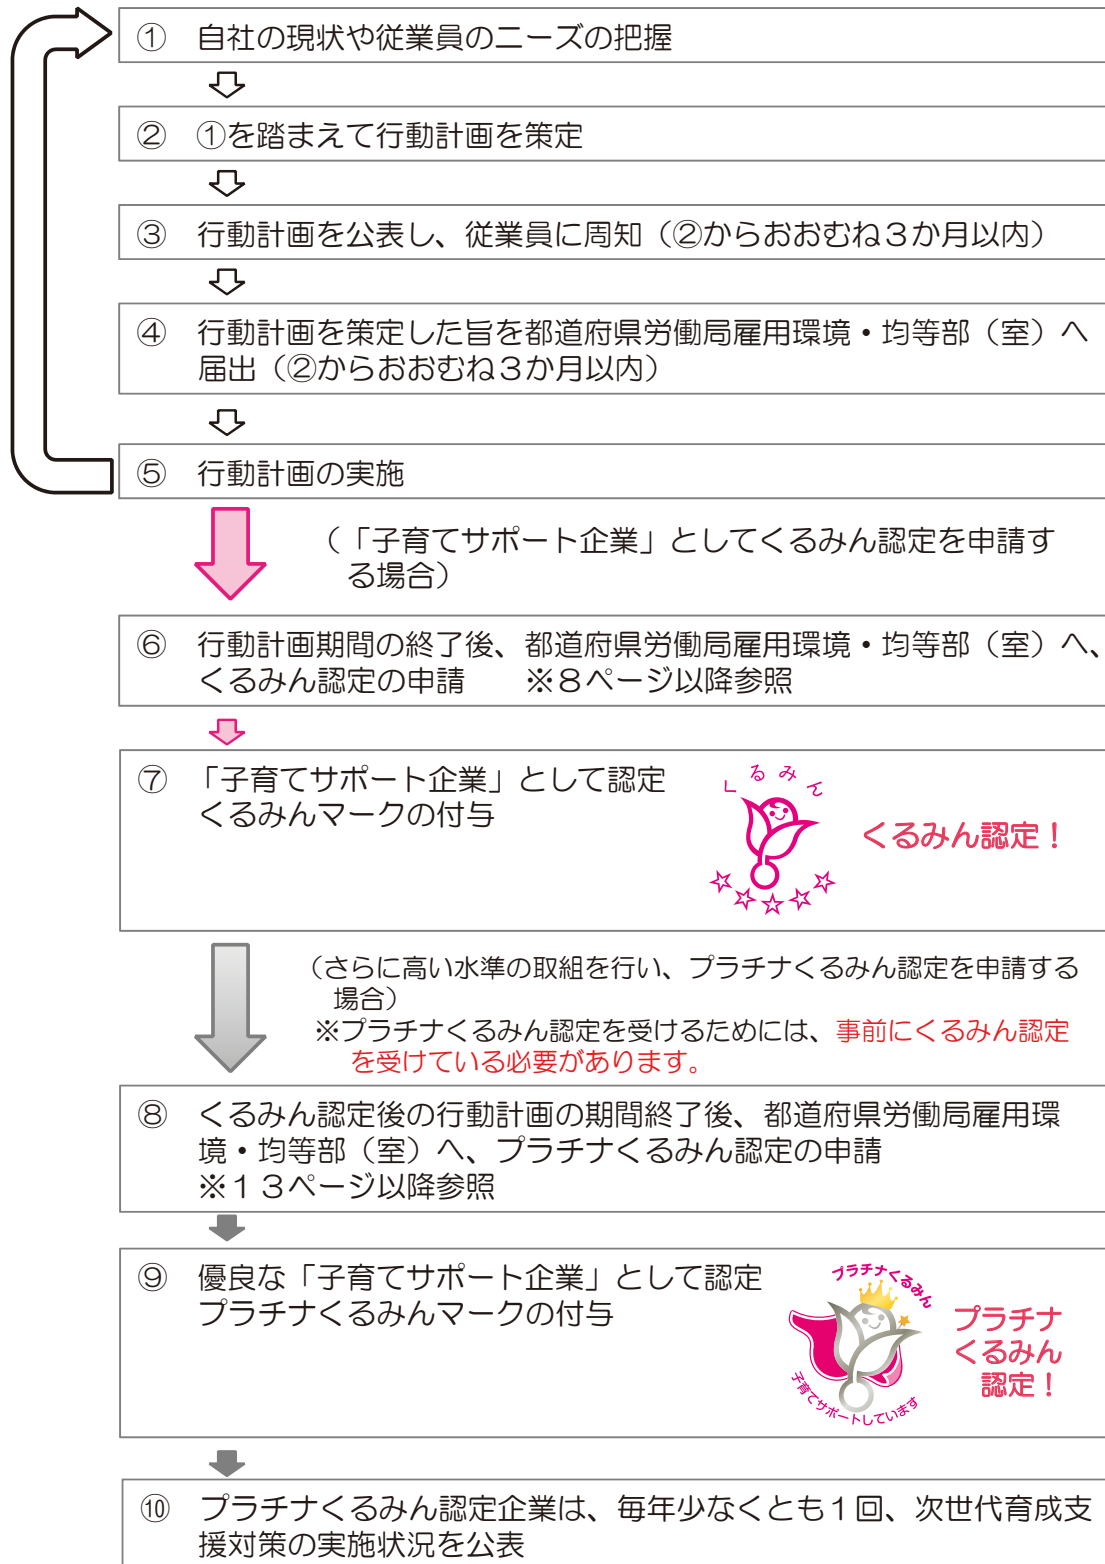 ① 自社の現状や従業員のニーズの把握
② ①を踏まえて行動計画を策定
③ 行動計画を公表し、従業員に周知（②からおおむね３か月以内）
④ 行動計画を策定した旨を都道府県労働局雇用環境・均等部（室）へ
届出（②からおおむね３か月以内）
⑤ 行動計画の実施
（「子育てサポート企業」としてくるみん認定を申請す
る場合）
⑥ 行動計画期間の終了後、都道府県労働局雇用環境・均等部（室）へ、
くるみん認定の申請　　※８ページ以降参照
⑦ 「子育てサポート企業」として認定
くるみんマークの付与
くるみん
くるみん認定！
（さらに高い水準の取組を行い、プラチナくるみん認定を申請する
場合）
※プラチナくるみん認定を受けるためには、事前にくるみん認定
を受けている必要があります。
⑧ くるみん認定後の行動計画の期間終了後、都道府県労働局雇用環
境・均等部（室）へ、プラチナくるみん認定の申請
※１３ページ以降参照
⑨ 優良な「子育てサポート企業」として認定
プラチナくるみんマークの付与
プラチナくるみん
子育てサポートしています
プラチナ
くるみん
認定！
⑩ プラチナくるみん認定企業は、毎年少なくとも１回、次世代育成支
援対策の実施状況を公表